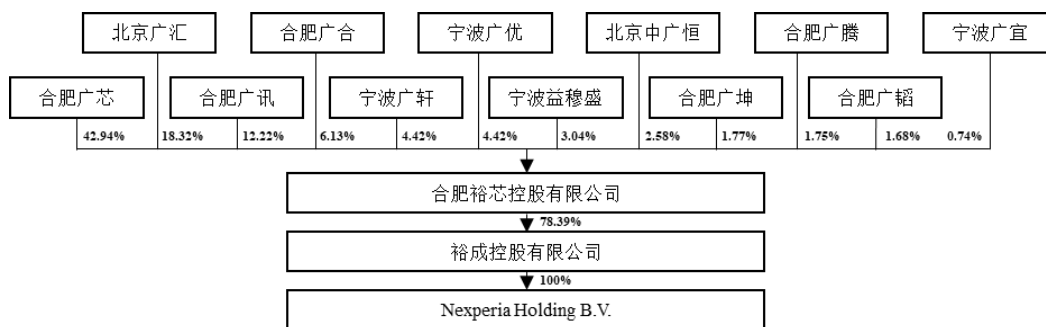 北京广汇
合肥广合
宁波广优
北京中广恒
合肥广腾
宁波广宜
合肥广芯
合肥广讯
宁波广轩
宁波益穆盛
合肥广坤
合肥广韬
42.94%
18.32%
12.22%
6.13%
4.42%
4.42%
3.04%
2.58%
1.77%
1.75%
1.68%
0.74%
合肥裕芯控股有限公司
78.39%
裕成控股有限公司
100%
Nexperia Holding B.V.